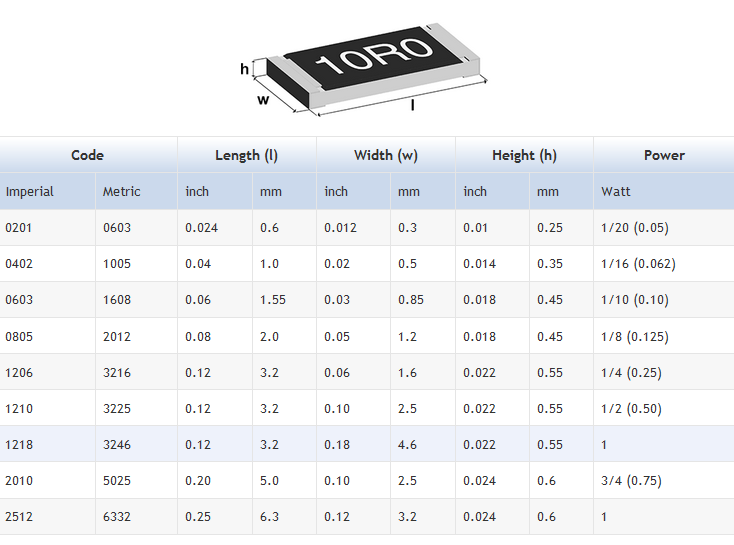 10R0
h
w
l
Code Length (l) Width (w) Height (h) Power
Imperial Metric inch mm inch mm inch mm Watt
0201 0603 0.024 0.6 0.012 0.3 0.01 0.25 1/20 (0.05)
0402 1005 0.04 1.0 0.02 0.5 0.014 0.35 1/16 (0.062)
0603 1608 0.06 1.55 0.03 0.85 0.018 0.45 1/10 (0.10)
0805 2012 0.08 2.0 0.05 1.2 0.018 0.45 1/8 (0.125)
1206 3216 0.12 3.2 0.06 1.6 0.022 0.55 1/4 (0.25)
1210 3225 0.12 3.2 0.10 2.5 0.022 0.55 1/2 (0.50)
1218 3246 0.12 3.2 0.18 4.6 0.022 0.55 1
2010 5025 0.20 5.0 0.10 2.5 0.024 0.6 3/4 (0.75)
2512 6332 0.25 6.3 0.12 3.2 0.024 0.6 1